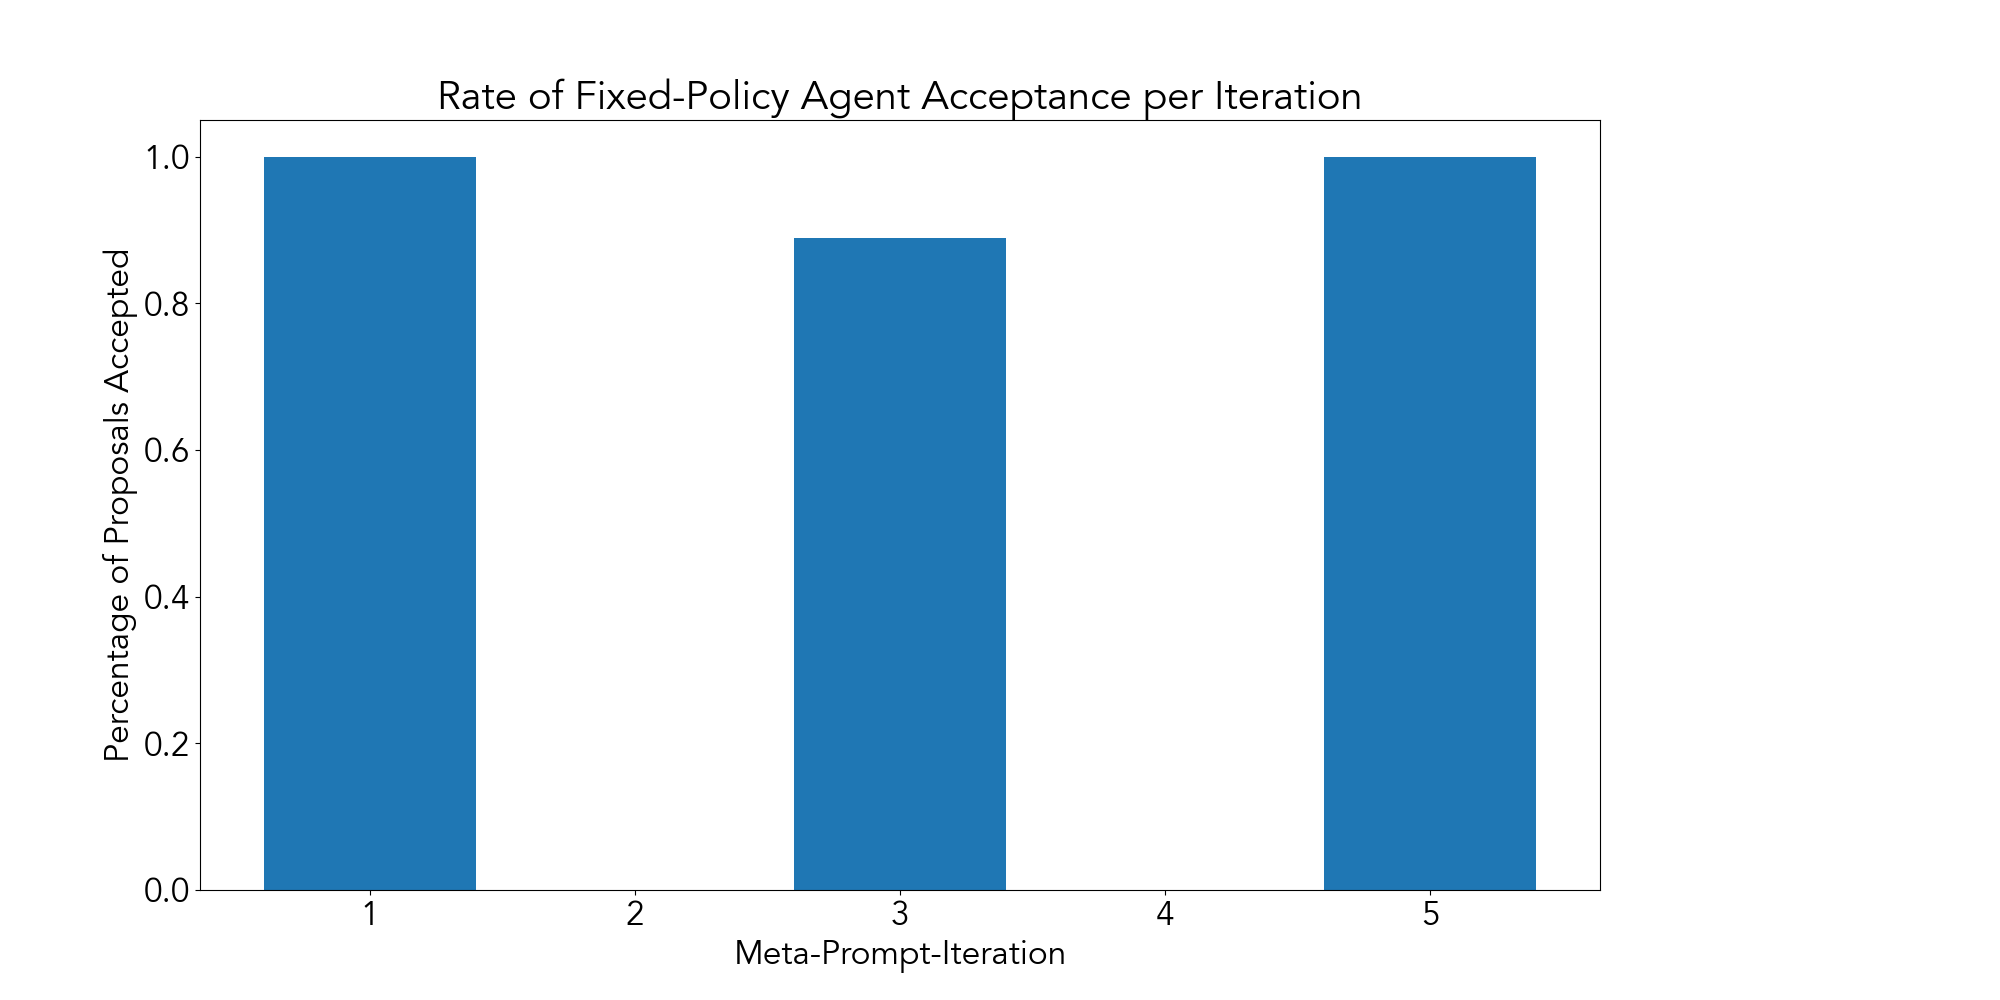 Rate of Fixed-Policy Agent Acceptance per Iteration
Percentage of Proposals Accepted
1.0
0.8
0.6
0.4
0.2
0.0
1 2 3 4 5
Meta-Prompt-Iteration